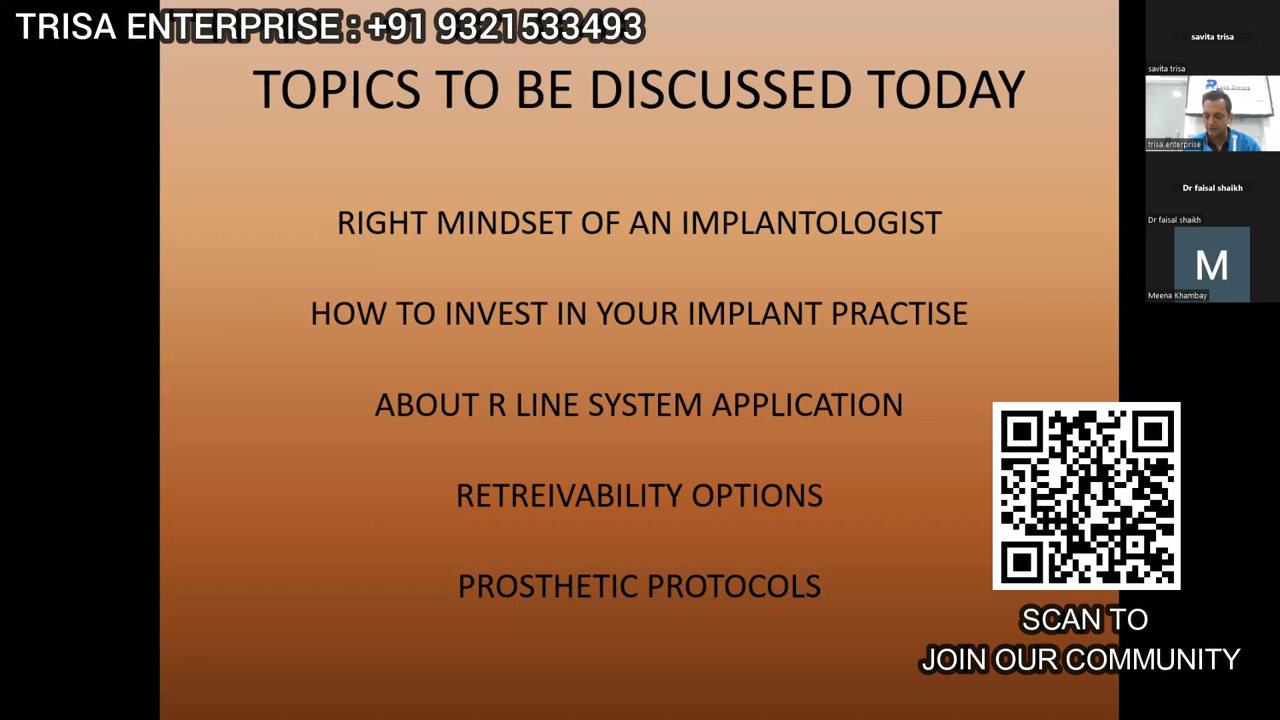 TRISA ENTERPRISE : +91 9321533493
TOPICS TO BE DISCUSSED TODAY
RIGHT MINDSET OF AN IMPLANTOLOGIST
HOW TO INVEST IN YOUR IMPLANT PRACTISE
ABOUT R LINE SYSTEM APPLICATION
RETREIVABILITY OPTIONS
PROSTHETIC PROTOCOLS
savita trisa
savita trisa
trisa.enterprise
Dr faisal shaikh
Dr faisal shaikh
M
Meena Khambay
SCAN TO
JOIN OUR COMMUNITY